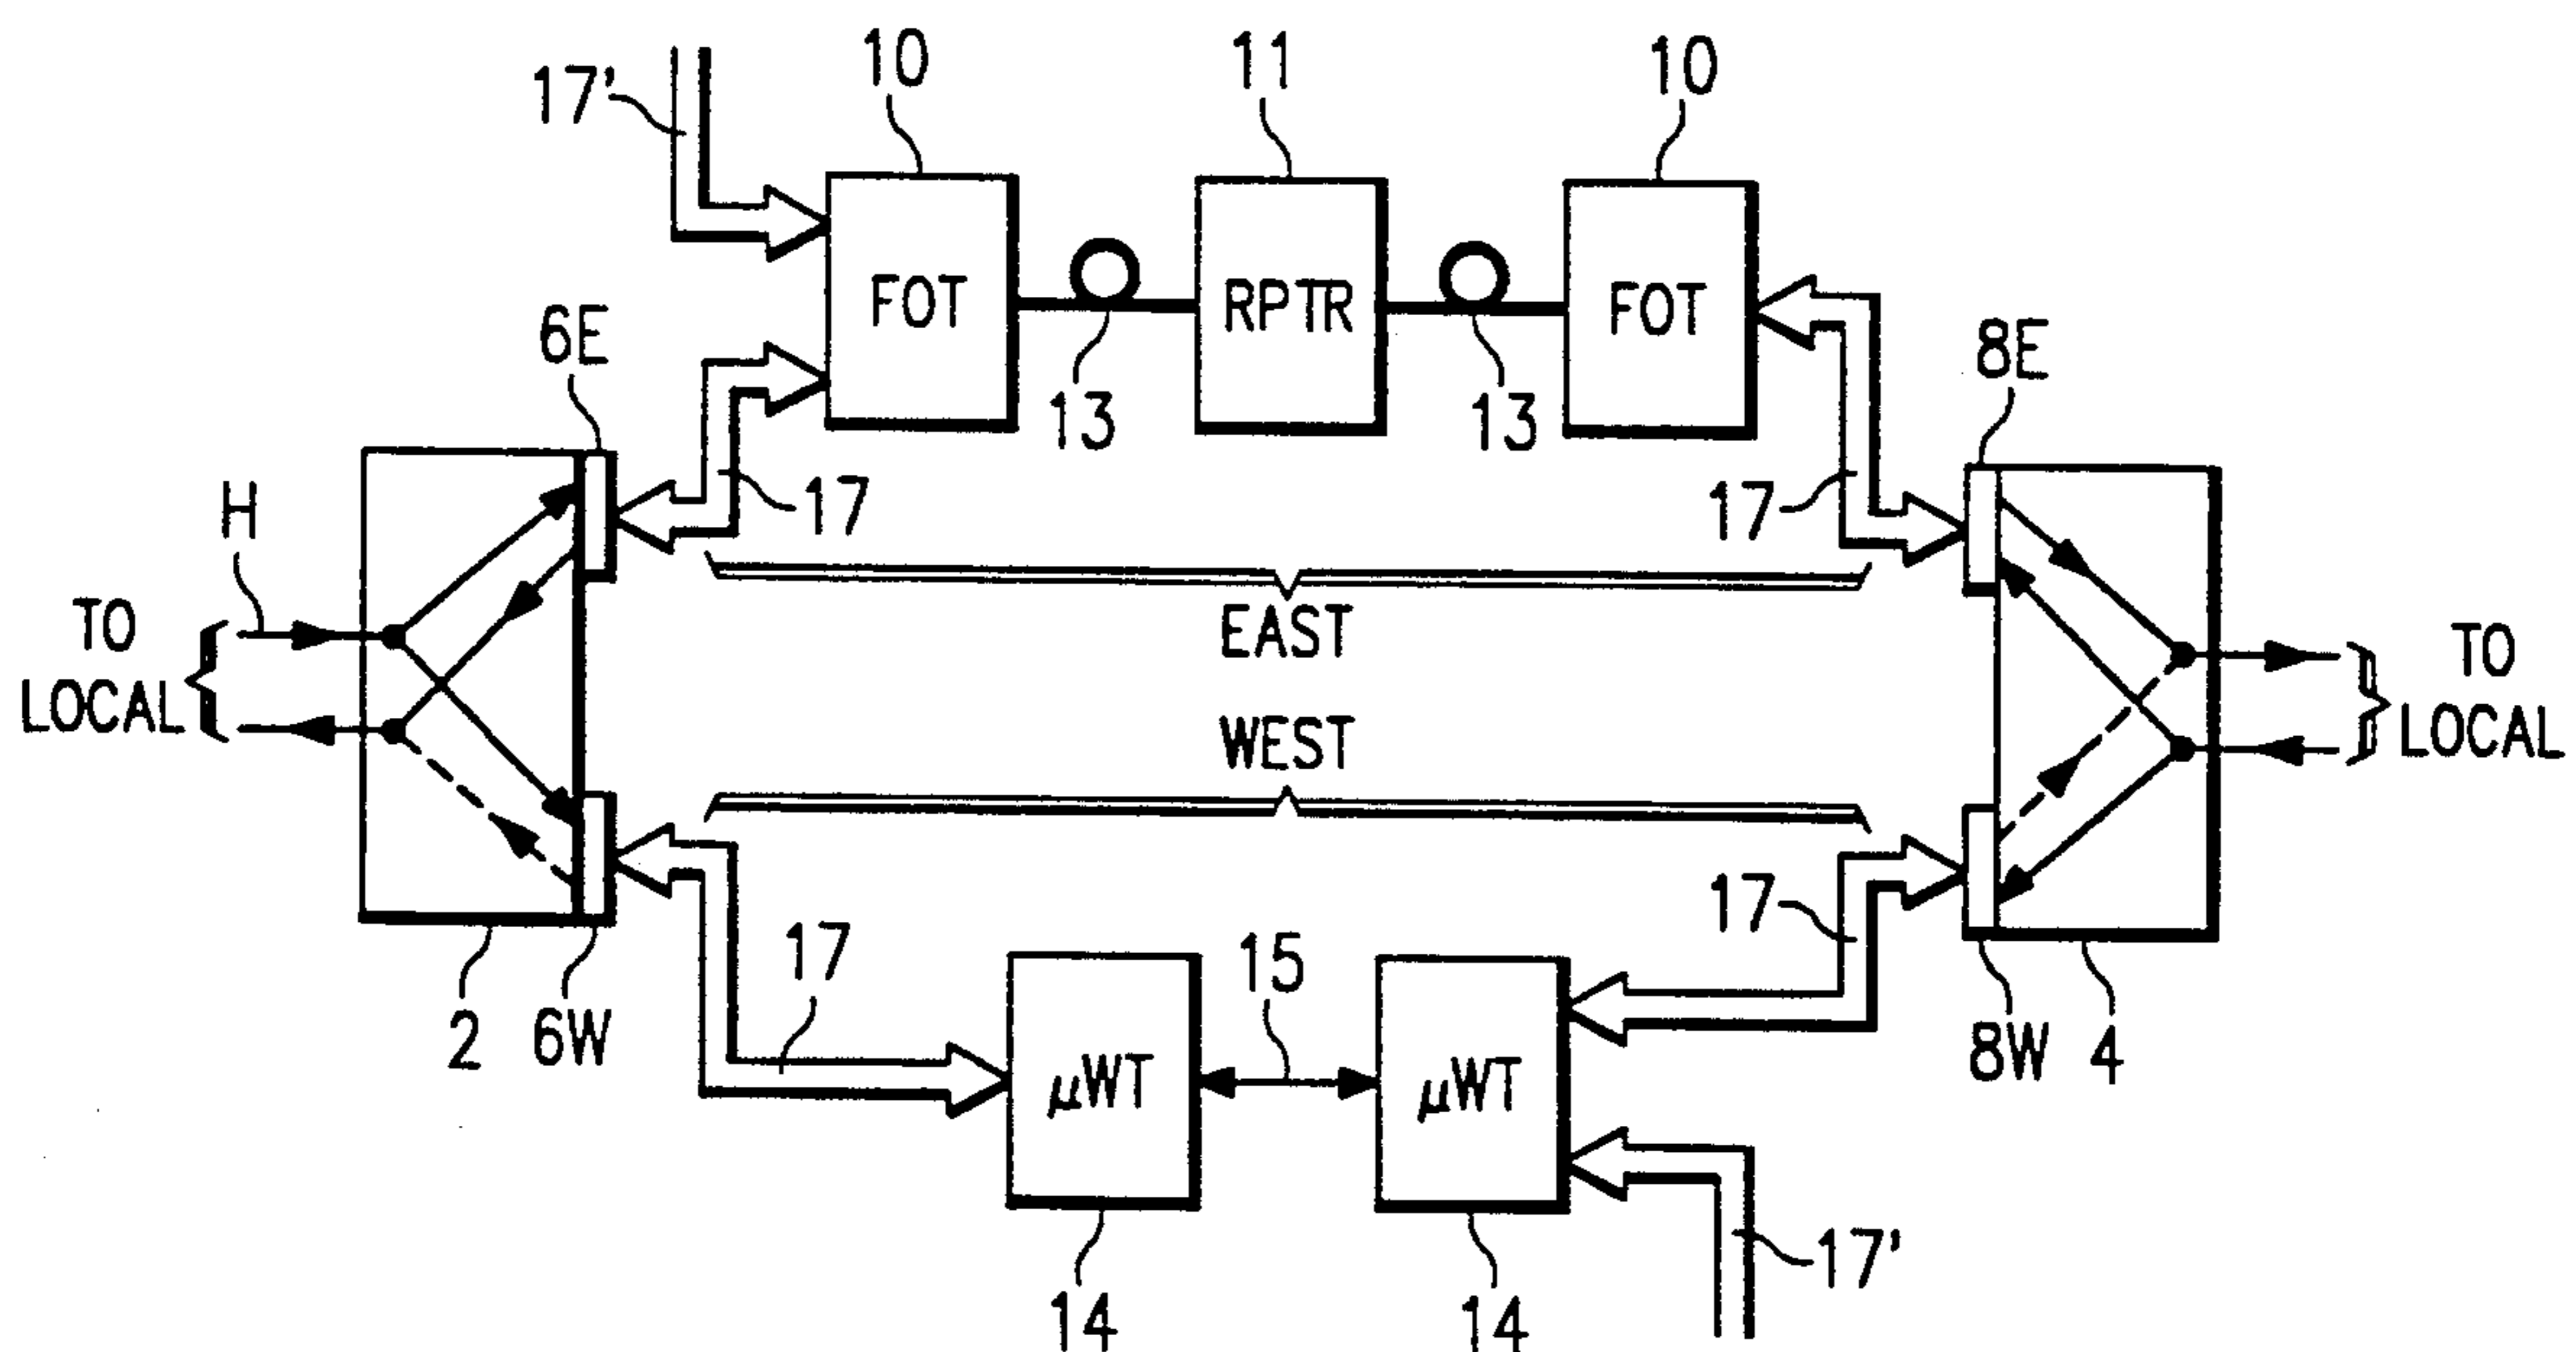 17' 10 11 10
FOT RPTR FOT
6E 13 13 8E
H 17 17
TO LOCAL
EAST
TO LOCAL
WEST
17 15 17
2 6W μWT μWT 8W 4
14 14 17'